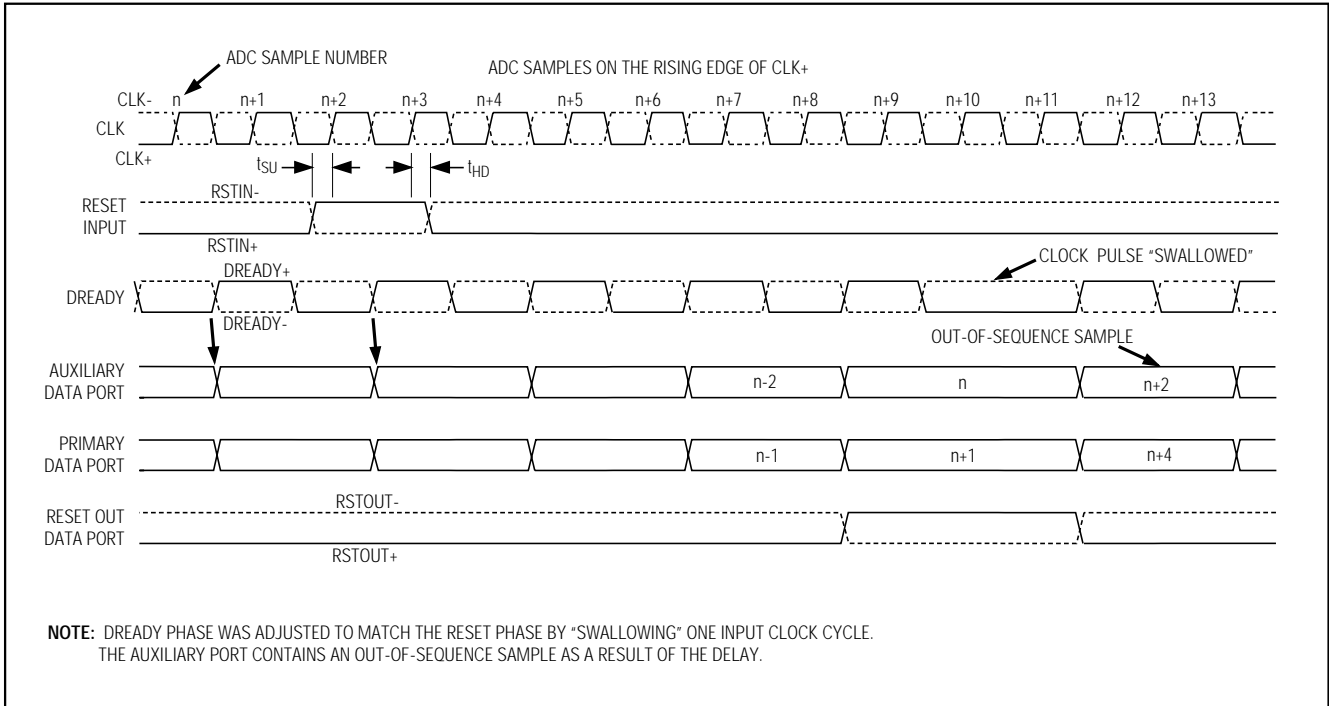 ADC SAMPLE NUMBER
ADC SAMPLES ON THE RISING EDGE OF CLK+
CLK- n n+1 n+2 n+3 n+4 n+5 n+6 n+7 n+8 n+9 n+10 n+11 n+12 n+13
CLK
CLK+
tSU tHD
RSTIN-
RESET
INPUT
RSTIN+
CLOCK PULSE "SWALLOWED"
DREADY+
DREADY
DREADY-
OUT-OF-SEQUENCE SAMPLE
AUXILIARY
DATA PORT
n-2 n n+2
PRIMARY
DATA PORT
n-1 n+1 n+4
RSTOUT-
RESET OUT
DATA PORT
RSTOUT+
NOTE: DREADY PHASE WAS ADJUSTED TO MATCH THE RESET PHASE BY "SWALLOWING" ONE INPUT CLOCK CYCLE.
THE AUXILIARY PORT CONTAINS AN OUT-OF-SEQUENCE SAMPLE AS A RESULT OF THE DELAY.